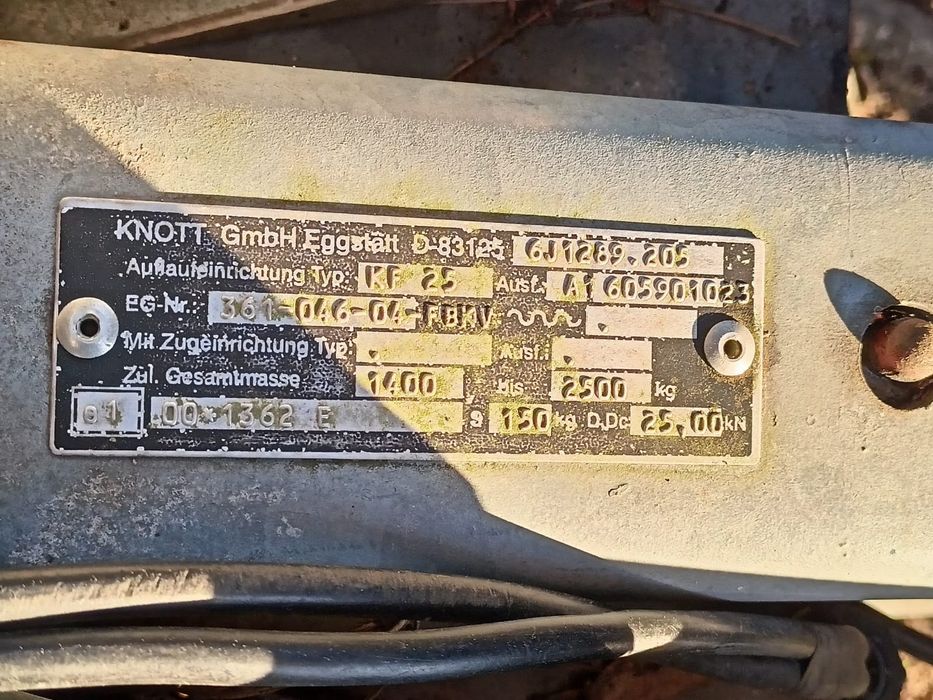 KNOTT GmbH Eggstätt D-83125 6J1289.205
Auflaufeinrichtung Typ: KF 25 Ausf. A1 605901023
EG-Nr.: 361-046-04-FBKV
Mit Zugeinrichtung Typ . Ausf. .
Zul. Gesamtmasse 1400 bis 2500 kg
e1 00*1362 E S 150 kg D,Dc 25,00 kN